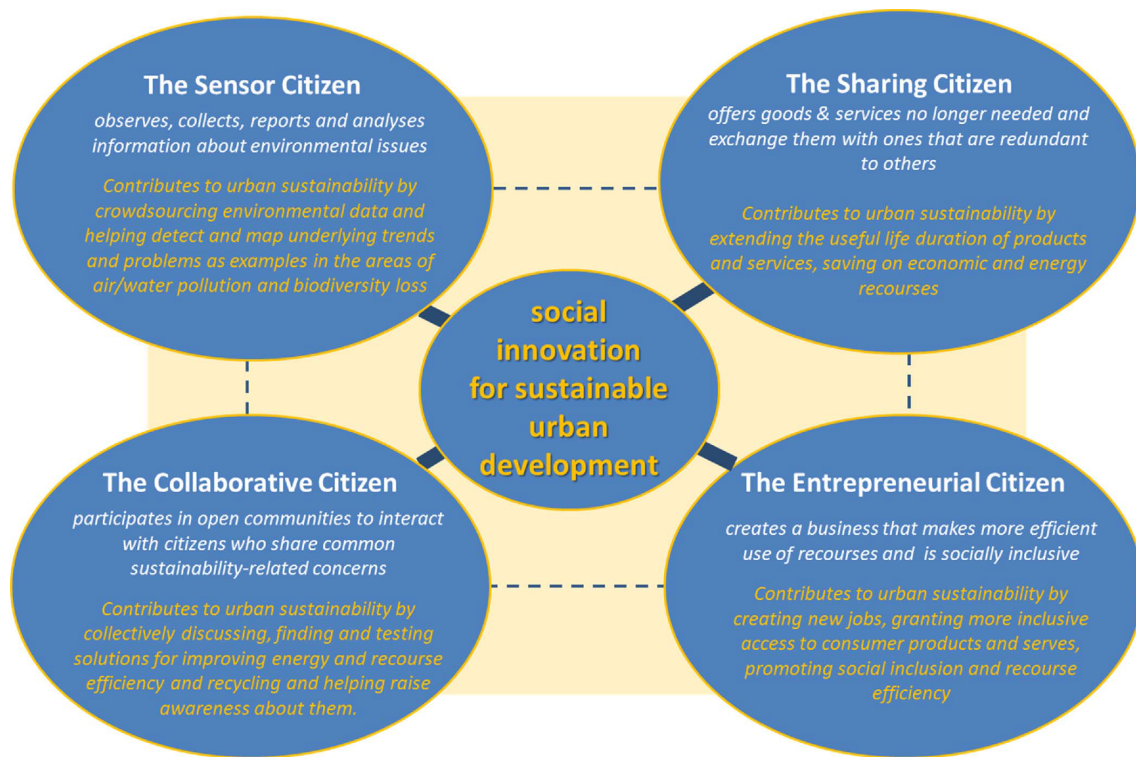 The Sensor Citizen
observes, collects, reports and analyses
information about environmental issues
Contributes to urban sustainability by
crowdsourcing environmental data and
helping detect and map underlying trends
and problems as examples in the areas of
air/water pollution and biodiversity loss
The Sharing Citizen
offers goods & services no longer needed and
exchange them with ones that are redundant
to others
Contributes to urban sustainability by
extending the useful life duration of products
and services, saving on economic and energy
recourses
social
innovation
for sustainable
urban
development
The Collaborative Citizen
participates in open communities to interact
with citizens who share common
sustainability-related concerns
Contributes to urban sustainability by
collectively discussing, finding and testing
solutions for improving energy and recourse
efficiency and recycling and helping raise
awareness about them.
The Entrepreneurial Citizen
creates a business that makes more efficient
use of recourses and is socially inclusive
Contributes to urban sustainability by
creating new jobs, granting more inclusive
access to consumer products and serves,
promoting social inclusion and recourse
efficiency